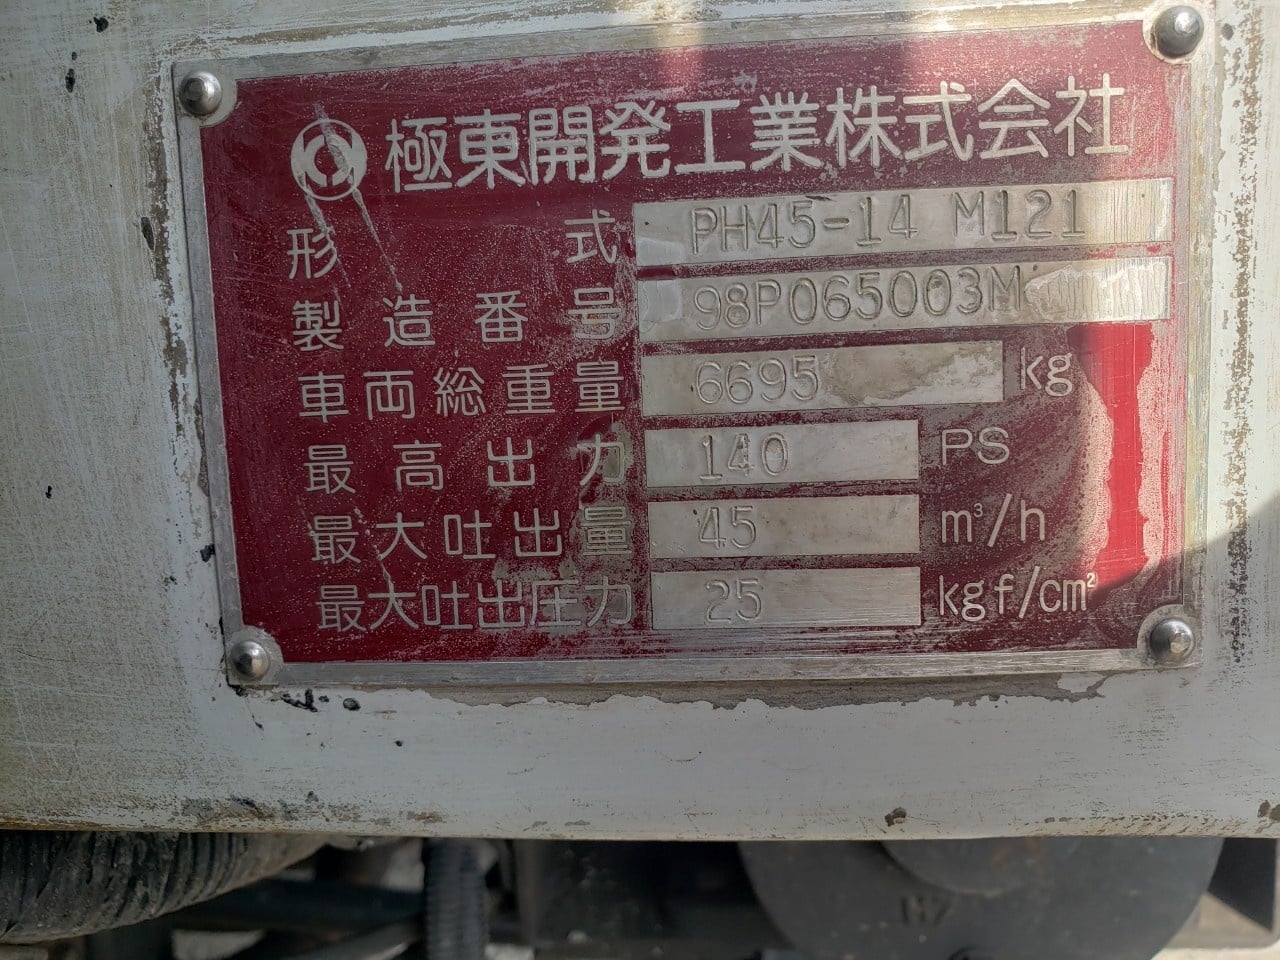 極東開発工業株式会社
形式 PH45-14 M121
製造番号 98P065003M
車両総重量 6695 kg
最高出力 140 PS
最大吐出量 45 m³/h
最大吐出圧力 25 kgf/cm²